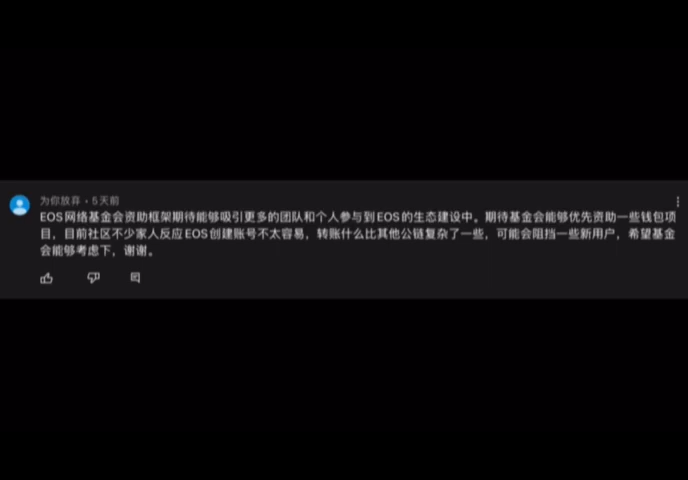 为你放弃 • 5天前
EOS网络基金会资助框架期待能够吸引更多的团队和个人参与到EOS的生态建设中。期待基金会能够优先资助一些钱包项
目，目前社区不少家人反应EOS创建账号不太容易，转账什么比其他公链复杂了一些，可能会阻挡一些新用户，希望基金
会能够考虑下，谢谢。